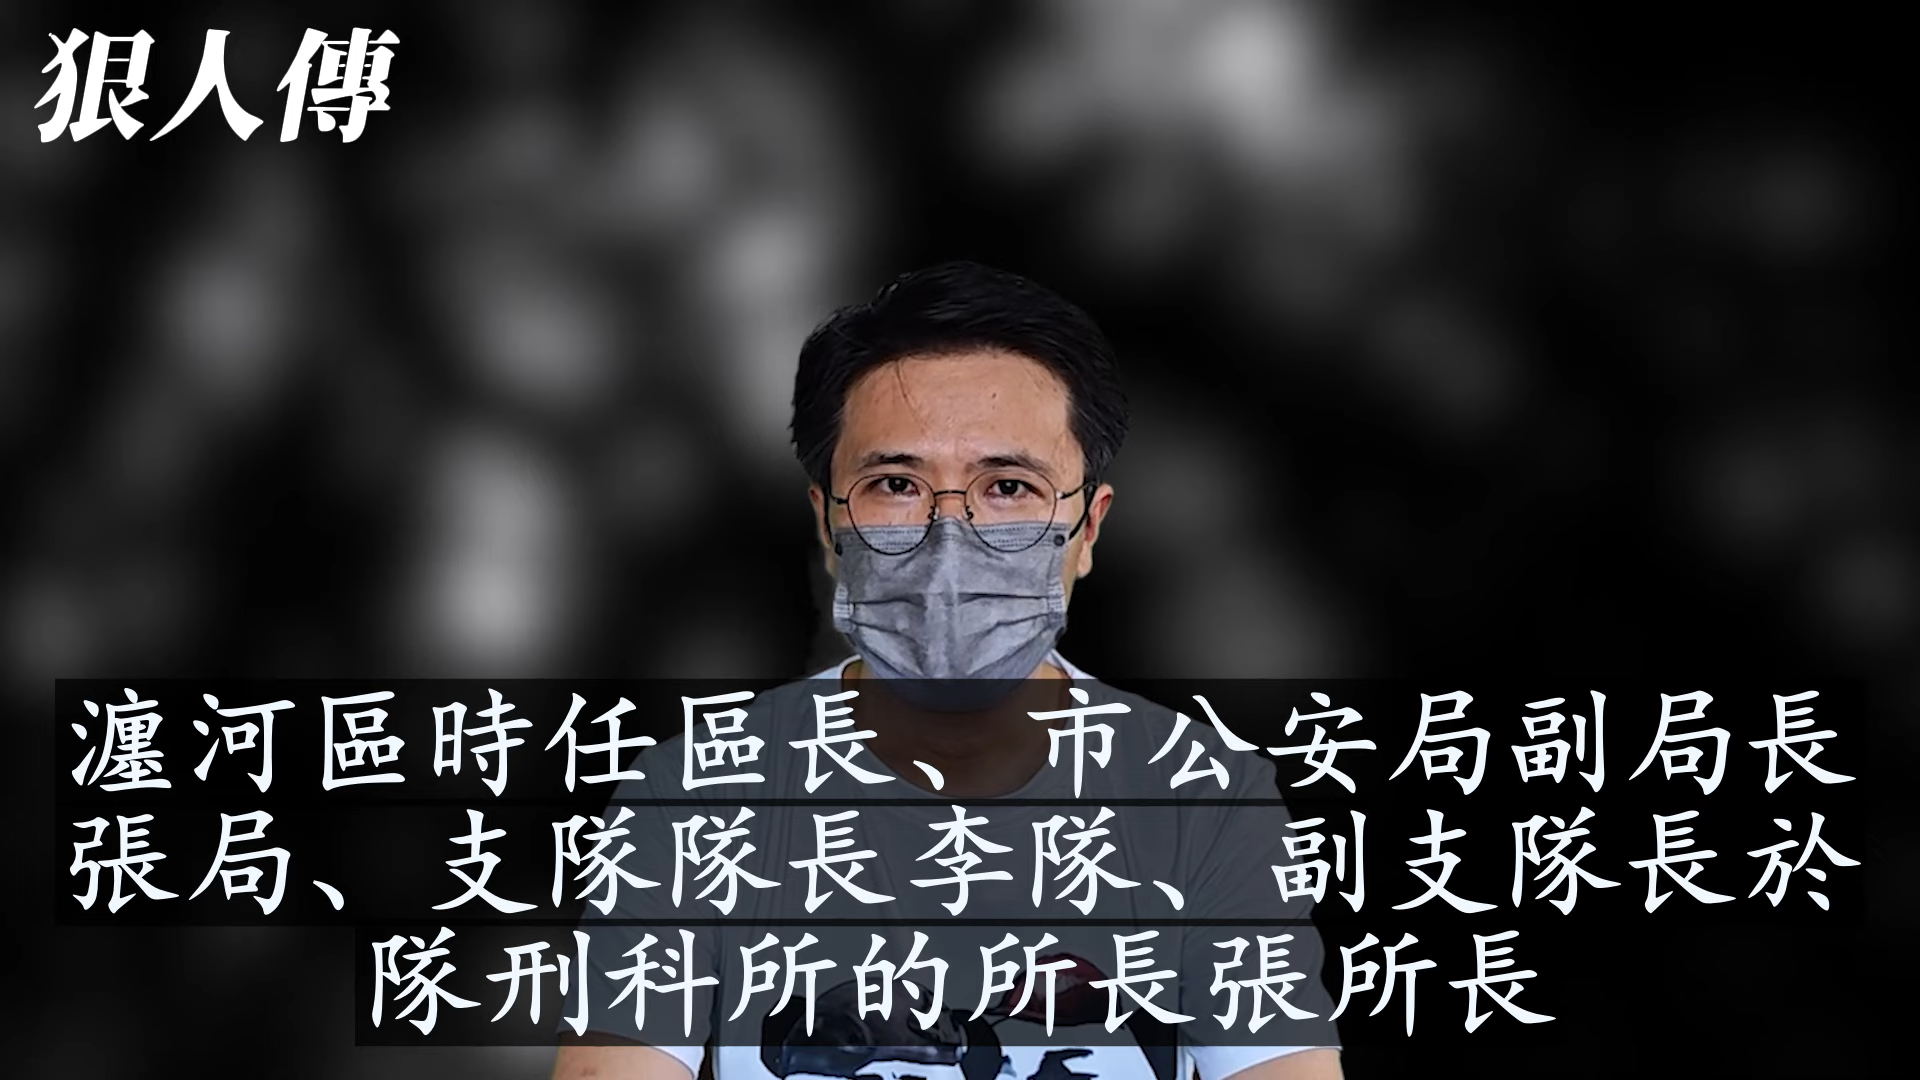 狠人傳
瀍河區時任區長、市公安局副局長
張局、支隊隊長李隊、副支隊長於
隊刑科所的所長張所長